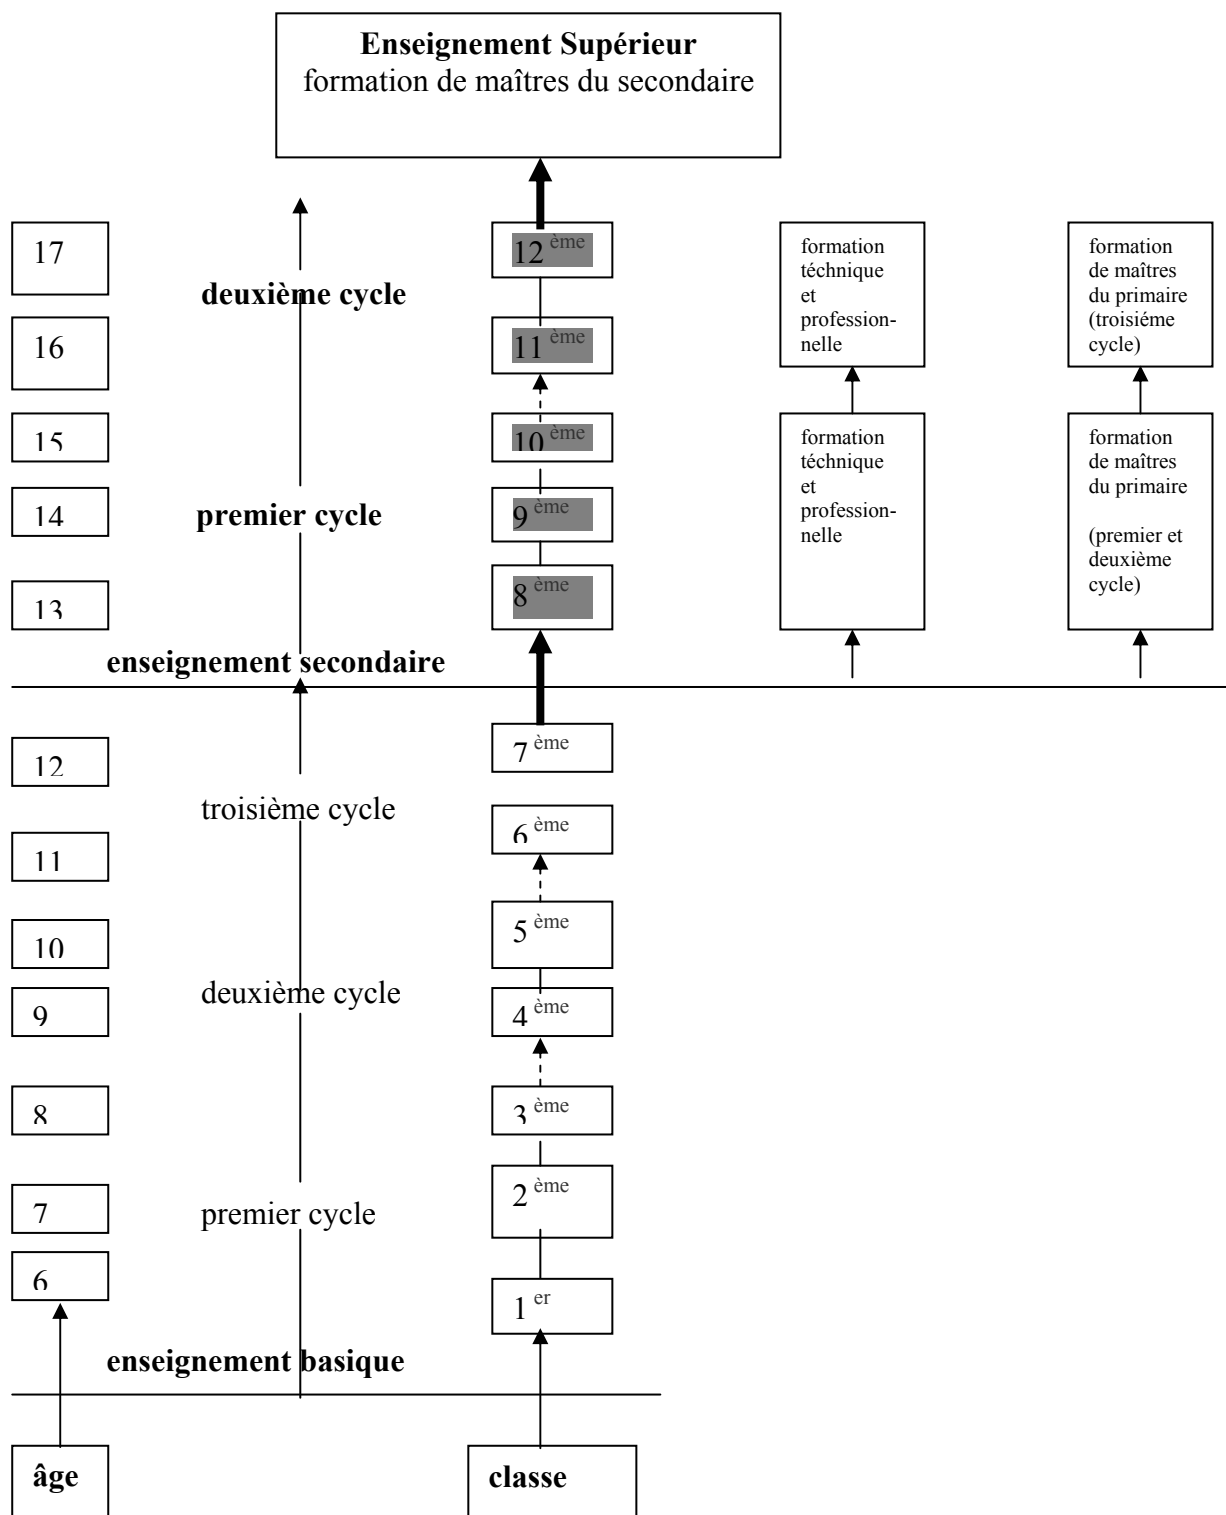 Enseignement Supérieur
formation de maîtres du secondaire
17
deuxième cycle
12 ème
formation
téchnique
et
profession-
nelle
formation
de maîtres
du primaire
(troisiéme
cycle)
16
11 ème
15
10 ème
formation
téchnique
et
profession-
nelle
formation
de maîtres
du primaire
(premier et
deuxième
cycle)
14
premier cycle
9 ème
13
8 ème
enseignement secondaire
12
7 ème
troisième cycle
11
6 ème
10
5 ème
9
deuxième cycle
4 ème
8
3 ème
7
premier cycle
2 ème
6
1 er
enseignement basique
âge
classe